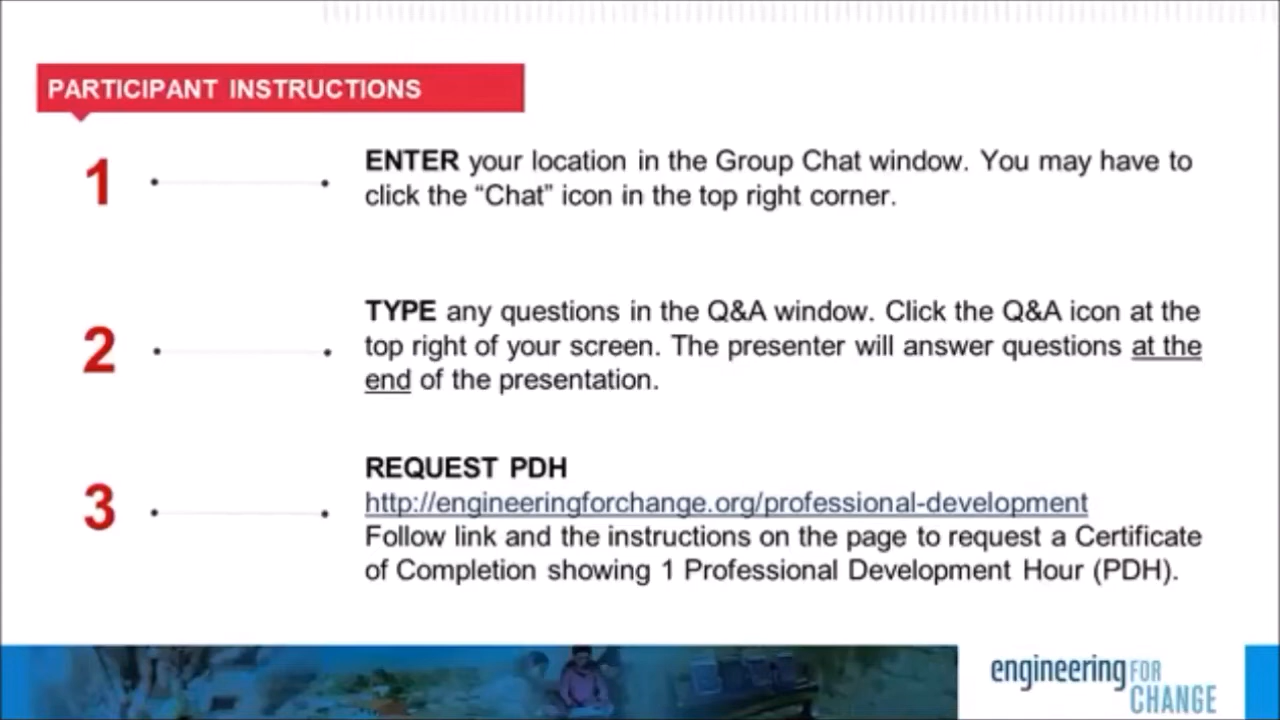 PARTICIPANT INSTRUCTIONS
1
ENTER your location in the Group Chat window. You may have to
click the “Chat” icon in the top right corner.
2
TYPE any questions in the Q&A window. Click the Q&A icon at the
top right of your screen. The presenter will answer questions at the
end of the presentation.
3
REQUEST PDH
http://engineeringforchange.org/professional-development
Follow link and the instructions on the page to request a Certificate
of Completion showing 1 Professional Development Hour (PDH).
engineering FOR
CHANGE